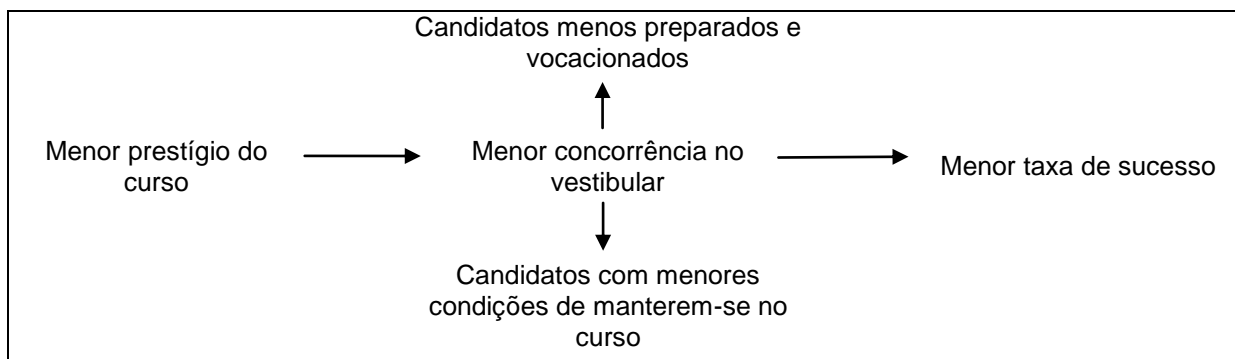 Candidatos menos preparados e
vocacionados
Menor prestígio do
curso
Menor concorrência no
vestibular
Menor taxa de sucesso
Candidatos com menores
condições de manterem-se no
curso